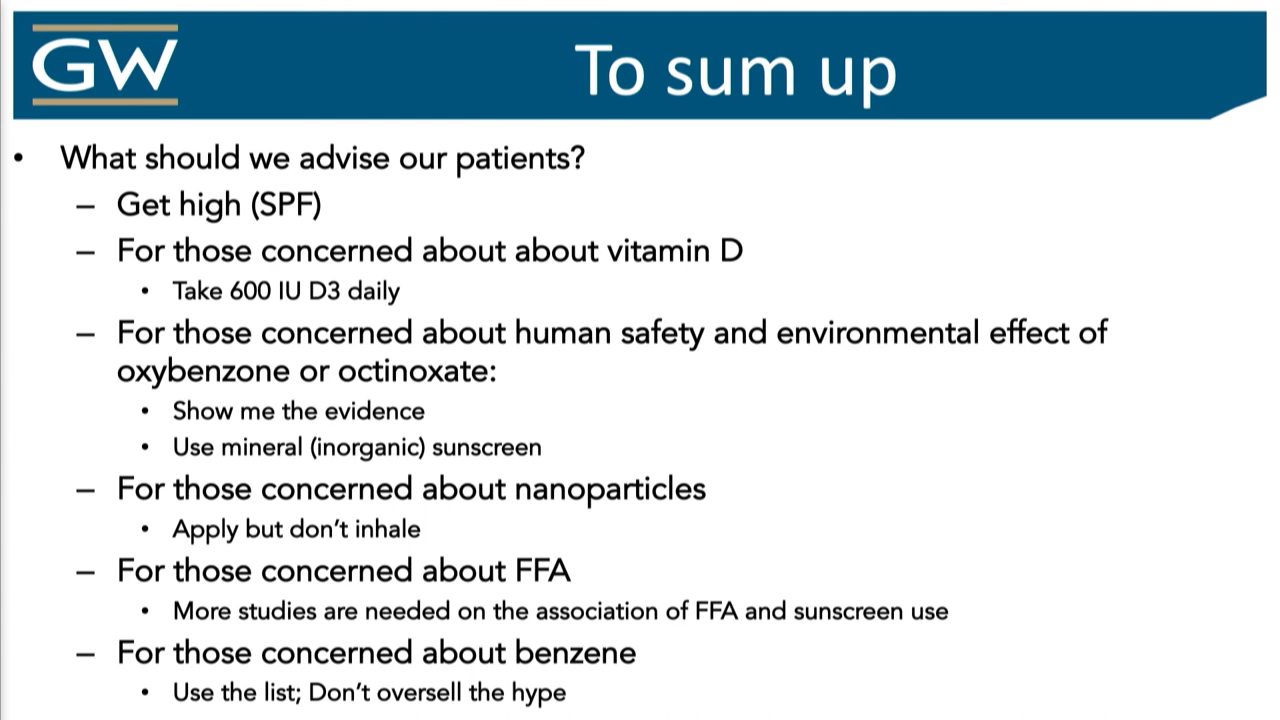 GW
To sum up
• What should we advise our patients?
– Get high (SPF)
– For those concerned about about vitamin D
• Take 600 IU D3 daily
– For those concerned about human safety and environmental effect of
oxybenzone or octinoxate:
• Show me the evidence
• Use mineral (inorganic) sunscreen
– For those concerned about nanoparticles
• Apply but don’t inhale
– For those concerned about FFA
• More studies are needed on the association of FFA and sunscreen use
– For those concerned about benzene
• Use the list; Don’t oversell the hype